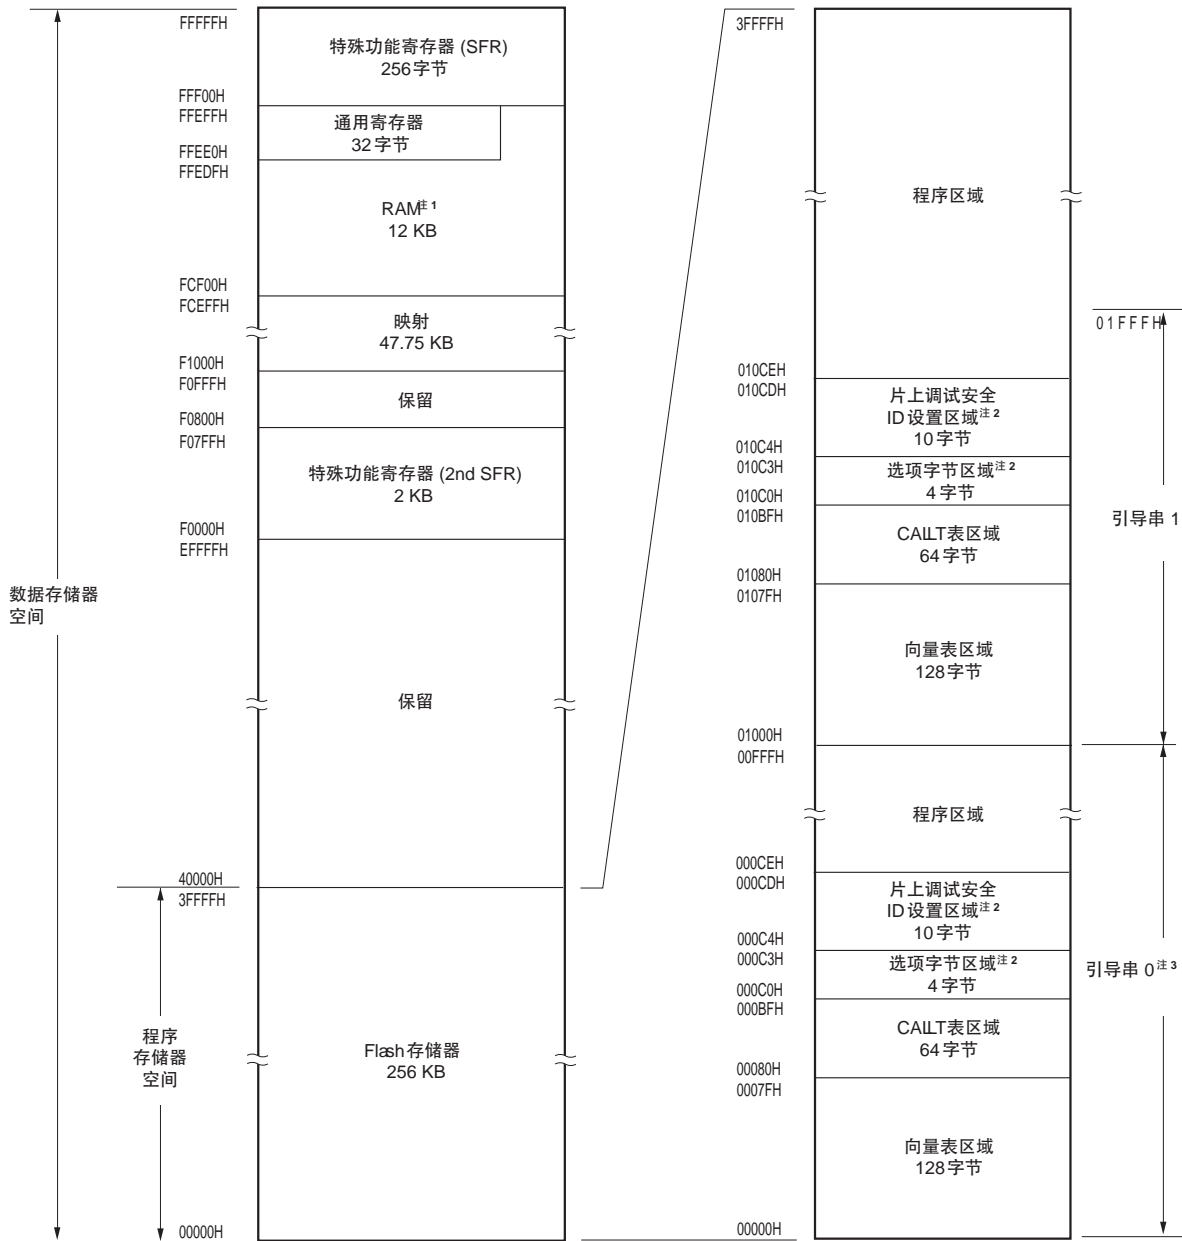 FFFFFH
特殊功能寄存器 (SFR)
256字节
FFF00H
FFEFFH
通用寄存器
32字节
FFEE0H
FFEDFH
RAM注1
12 KB
FCF00H
FCEFFH
映射
47.75 KB
F1000H
F0FFFH
保留
F0800H
F07FFH
特殊功能寄存器 (2nd SFR)
2 KB
F0000H
EFFFFH
数据存储器
空间
保留
40000H
3FFFFH
程序
存储器
空间
Flash存储器
256 KB
00000H
3FFFFH
程序区域
01FFFH
010CEH
010CDH
片上调试安全
ID设置区域注2
10字节
010C4H
010C3H
选项字节区域注2
4字节
010C0H
010BFH
引导串 1
CALLT表区域
64字节
01080H
0107FH
向量表区域
128字节
01000H
00FFFH
程序区域
000CEH
000CDH
片上调试安全
ID设置区域注2
10字节
000C4H
000C3H
选项字节区域注2
4字节
引导串 0注3
000C0H
000BFH
CALLT表区域
64字节
00080H
0007FH
向量表区域
128字节
00000H